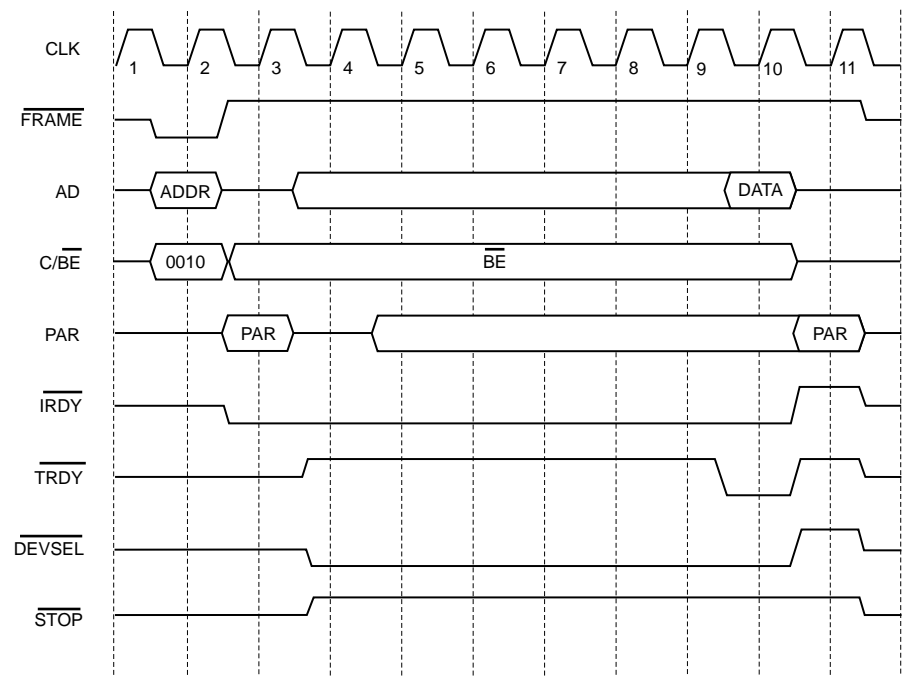 CLK
1 2 3 4 5 6 7 8 9 10 11
FRAME
AD ADDR DATA
C/BE 0010 BE
PAR PAR PAR
IRDY
TRDY
DEVSEL
STOP